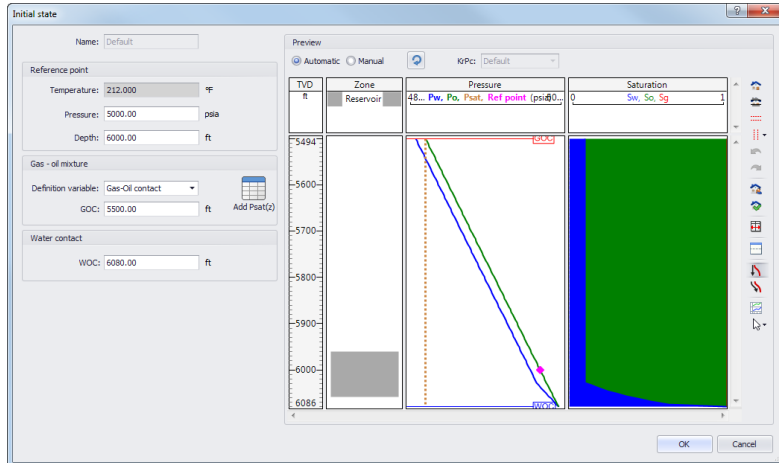 Initial state
Name: Default
Reference point
Temperature: 212.000 °F
Pressure: 5000.00 psia
Depth: 6000.00 ft
Gas - oil mixture
Definition variable: Gas-Oil contact
GOC: 5500.00 ft
Add Psat(z)
Water contact
WOC: 6080.00 ft
Preview
Automatic Manual KrPc: Default
TVD Zone Pressure Saturation
ft Reservoir 48... Pw, Po, Psat, Ref point 0 Sw, So, Sg 1
5494 GOC
5600
5700
5800
5900
6000
6086 WOC
OK Cancel